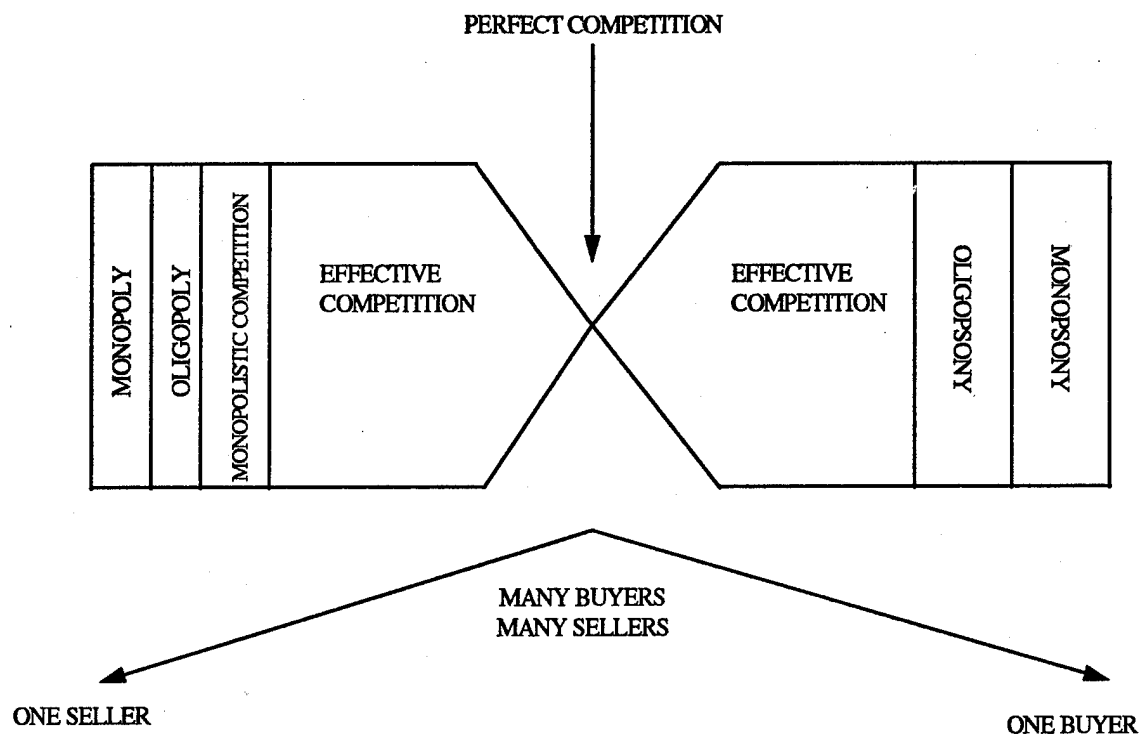 PERFECT COMPETITION
MONOPOLY
OLIGOPOLY
MONOPOLISTIC COMPETITION
EFFECTIVE
COMPETITION
EFFECTIVE
COMPETITION
OLIGOPSONY
MONOPSONY
MANY BUYERS
MANY SELLERS
ONE SELLER
ONE BUYER